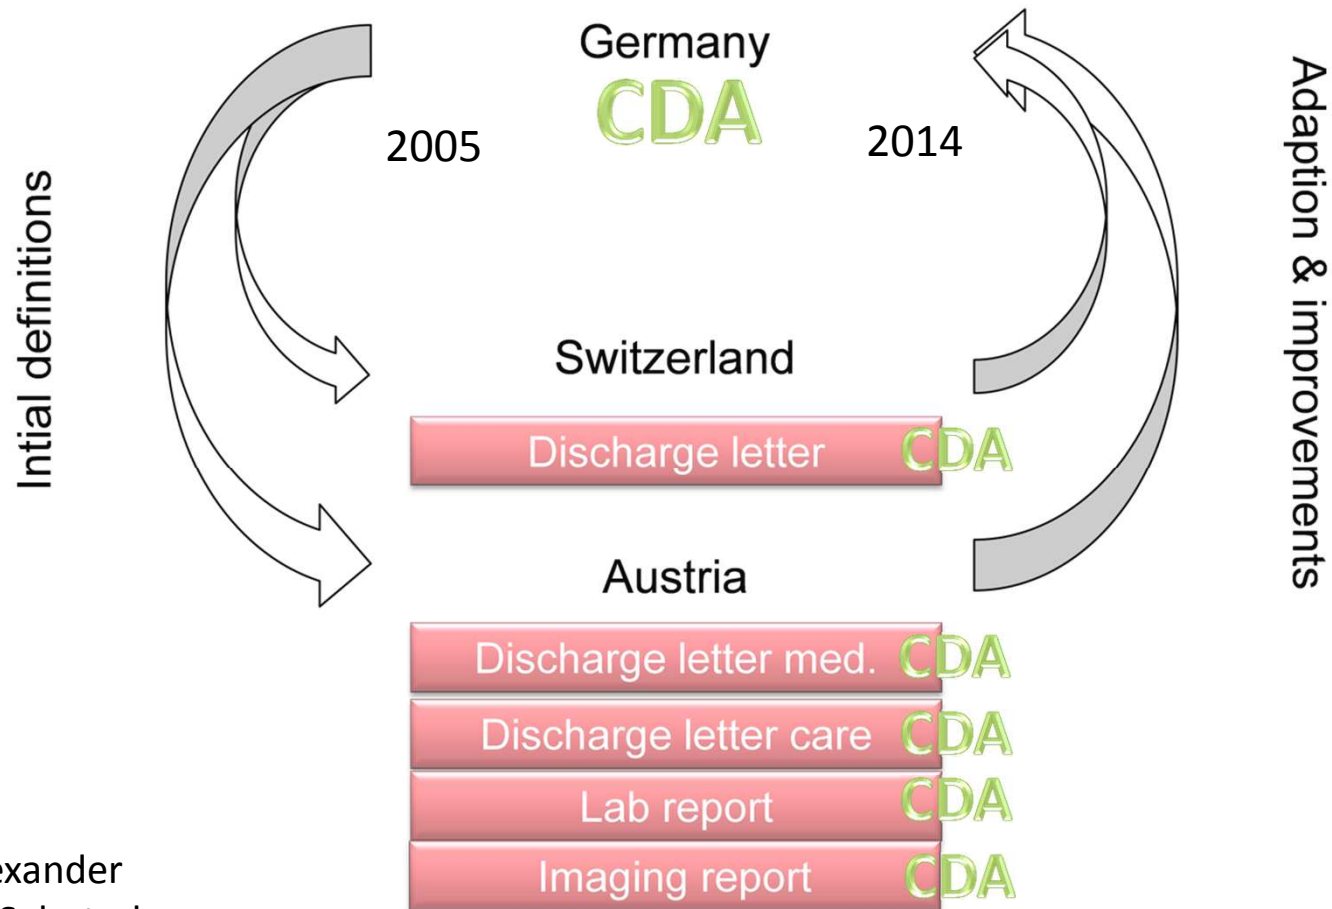 Germany
CDA
2005
2014
Intial definitions
Adaption & improvements
Switzerland
Discharge letter CDA
Austria
Discharge letter med. CDA
Discharge letter care CDA
Lab report CDA
Imaging report CDA